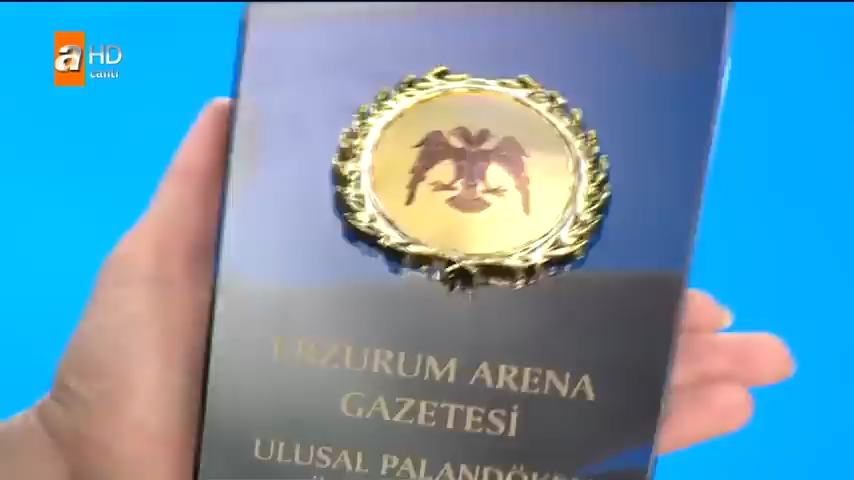 a HD
canlı
ERZURUM ARENA
GAZETESİ
ULUSAL PALANDÖKEN